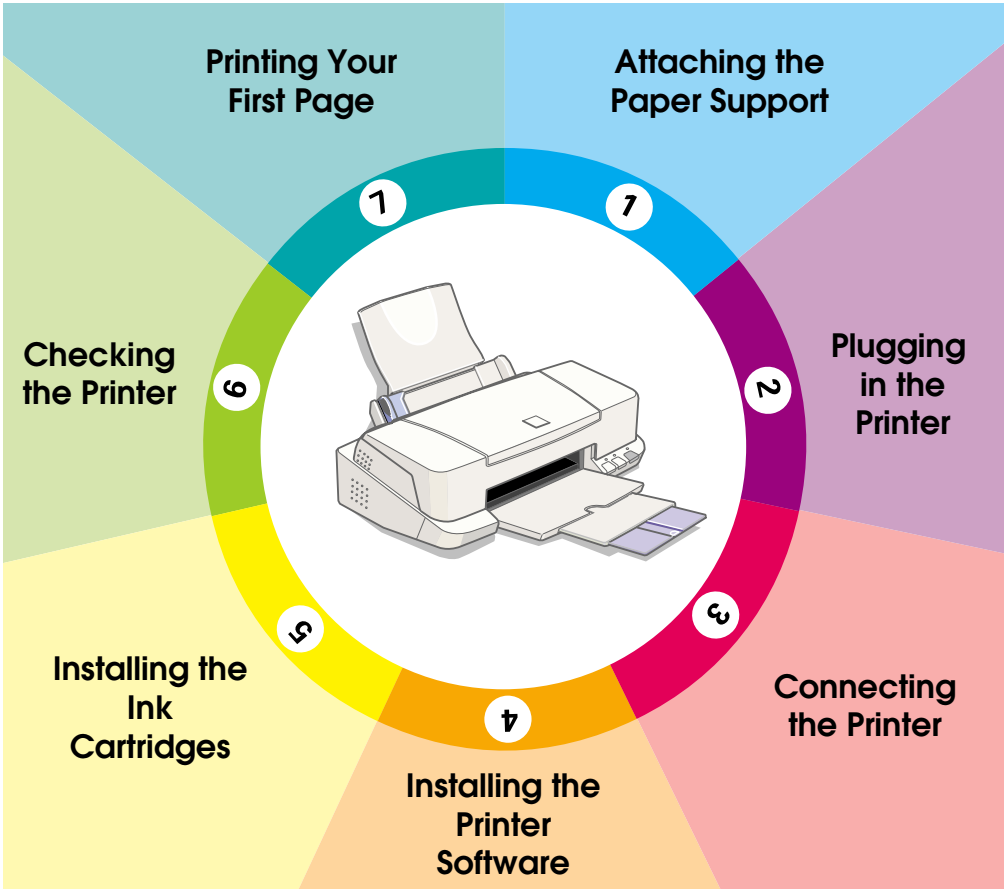 1
Attaching the
Paper Support
2
Plugging
in the
Printer
3
Connecting
the Printer
4
Installing the
Printer
Software
5
Installing the
Ink
Cartridges
6
Checking
the Printer
7
Printing Your
First Page